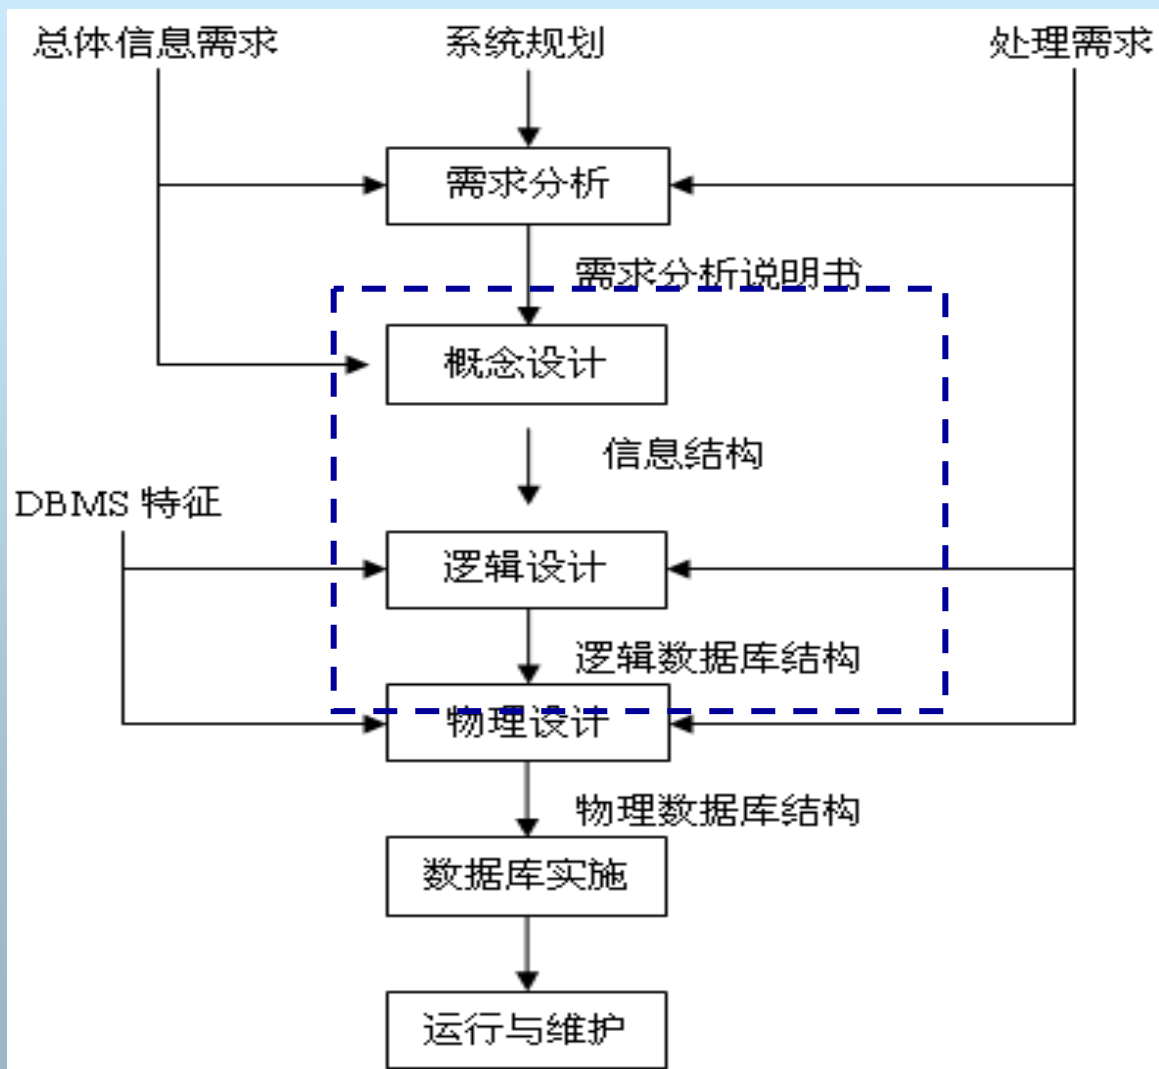 总体信息需求
系统规划
处理需求
需求分析
需求分析说明书
概念设计
信息结构
DBMS 特征
逻辑设计
逻辑数据库结构
物理设计
物理数据库结构
数据库实施
运行与维护